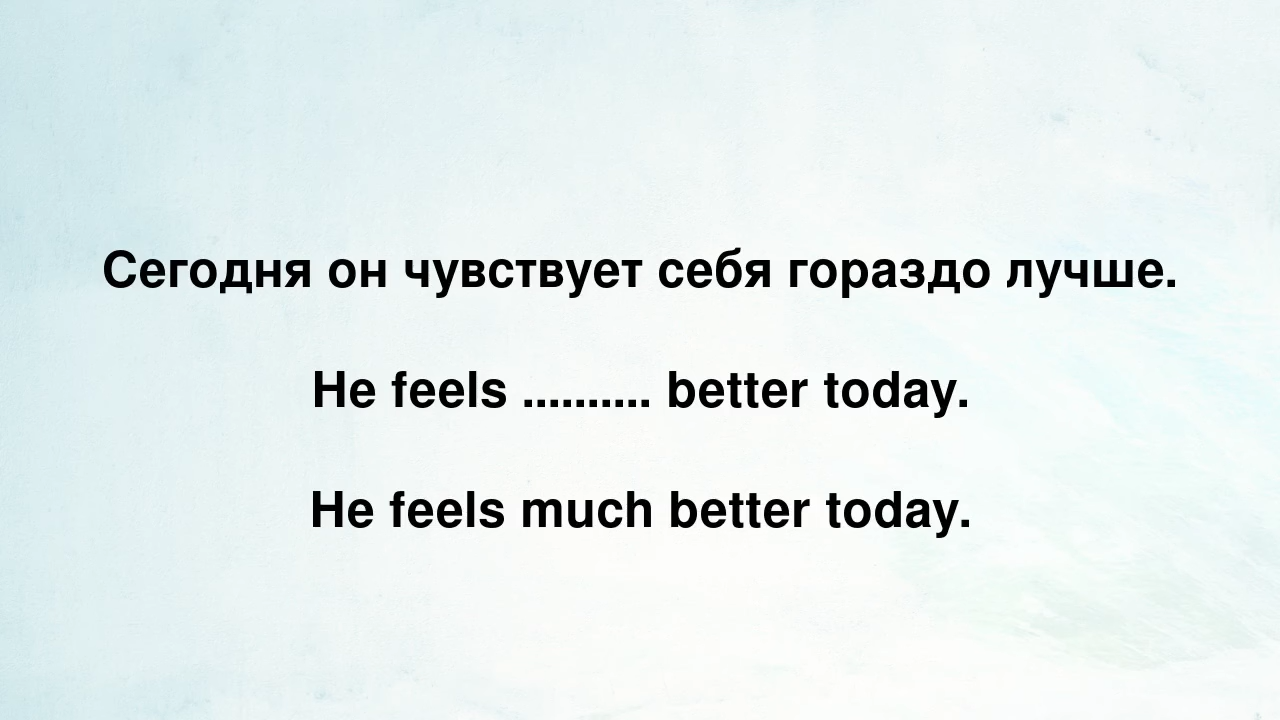 Сегодня он чувствует себя гораздо лучше.
He feels .......... better today.
He feels much better today.